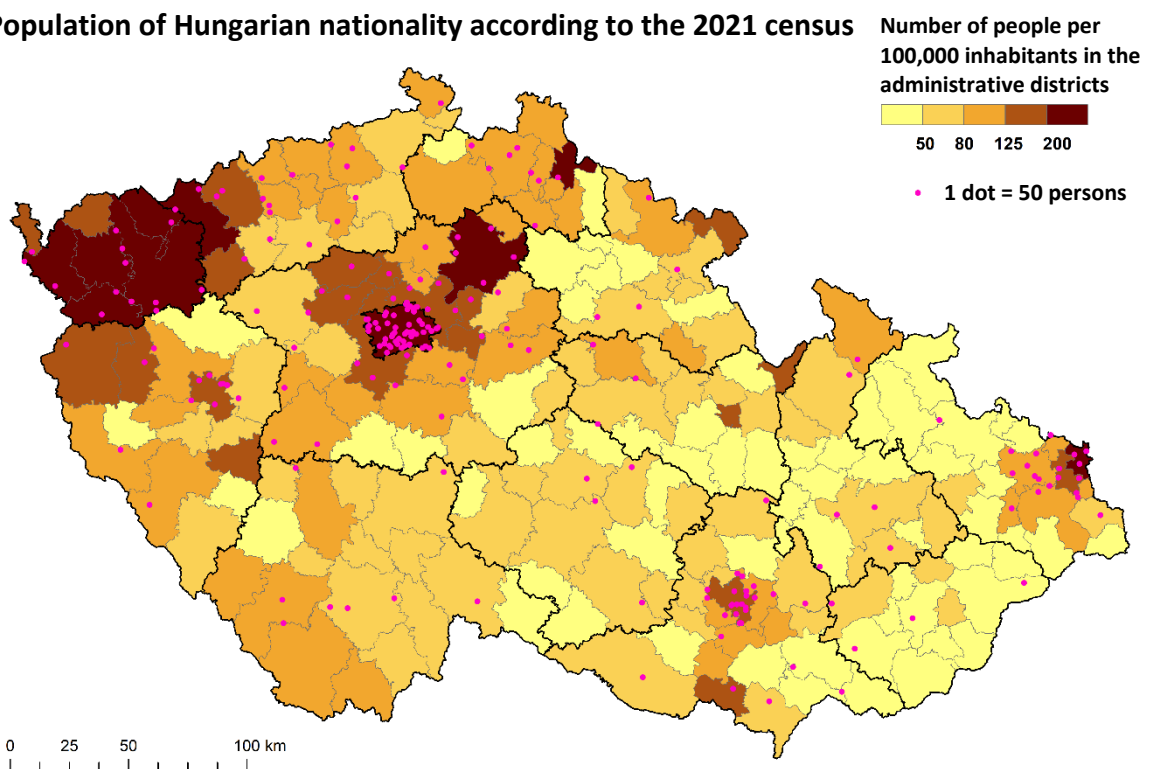 Population of Hungarian nationality according to the 2021 census
Number of people per
100,000 inhabitants in the
administrative districts
50 80 125 200
1 dot = 50 persons
0 25 50 100 km